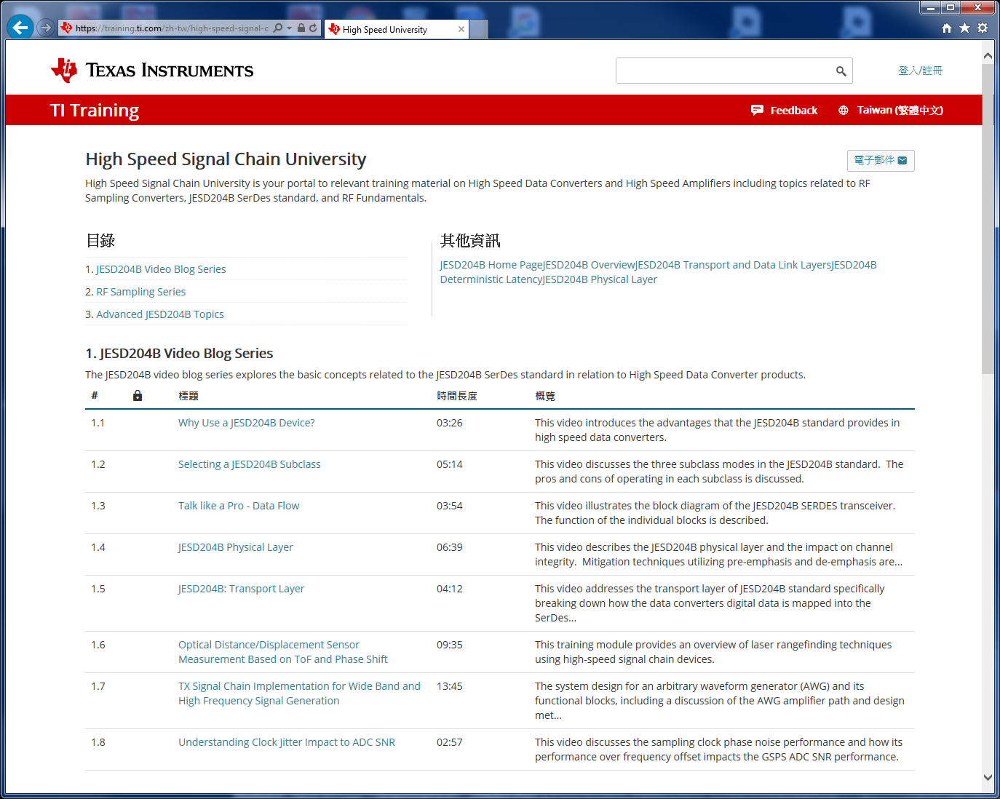 https://training.ti.com/zh-tw/high-speed-signal-c
High Speed University
TEXAS INSTRUMENTS
登入/註冊
TI Training
Feedback
Taiwan (繁體中文)
High Speed Signal Chain University
電子郵件
High Speed Signal Chain University is your portal to relevant training material on High Speed Data Converters and High Speed Amplifiers including topics related to RF
Sampling Converters, JESD204B SerDes standard, and RF Fundamentals.
目錄
1. JESD204B Video Blog Series
2. RF Sampling Series
3. Advanced JESD204B Topics
其他資訊
JESD204B Home PageJESD204B OverviewJESD204B Transport and Data Link LayersJESD204B
Deterministic LatencyJESD204B Physical Layer
1. JESD204B Video Blog Series
The JESD204B video blog series explores the basic concepts related to the JESD204B SerDes standard in relation to High Speed Data Converter products.
# 標題 時間長度 概覽
1.1 Why Use a JESD204B Device? 03:26 This video introduces the advantages that the JESD204B standard provides in
high speed data converters.
1.2 Selecting a JESD204B Subclass 05:14 This video discusses the three subclass modes in the JESD204B standard.  The
pros and cons of operating in each subclass is discussed.
1.3 Talk like a Pro - Data Flow 03:54 This video illustrates the block diagram of the JESD204B SERDES transceiver.
The function of the individual blocks is described.
1.4 JESD204B Physical Layer 06:39 This video describes the JESD204B physical layer and the impact on channel
integrity.  Mitigation techniques utilizing pre-emphasis and de-emphasis are...
1.5 JESD204B: Transport Layer 04:12 This video addresses the transport layer of JESD204B standard specifically
breaking down how the data converters digital data is mapped into the
SerDes...
1.6 Optical Distance/Displacement Sensor 09:35 This training module provides an overview of laser rangefinding techniques
Measurement Based on ToF and Phase Shift using high-speed signal chain devices.
1.7 TX Signal Chain Implementation for Wide Band and 13:45 The system design for an arbitrary waveform generator (AWG) and its
High Frequency Signal Generation functional blocks, including a discussion of the AWG amplifier path and design
met...
1.8 Understanding Clock Jitter Impact to ADC SNR 02:57 This video discusses the sampling clock phase noise performance and how its
performance over frequency offset impacts the GSPS ADC SNR performance.